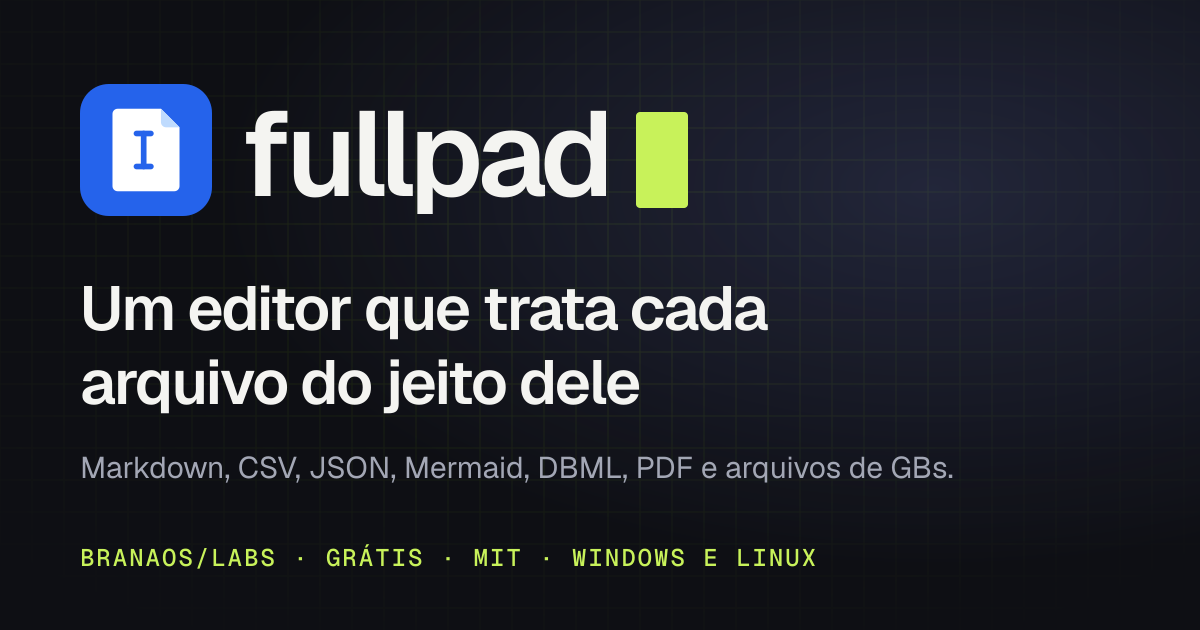 fullpad
Um editor que trata cada
arquivo do jeito dele
Markdown, CSV, JSON, Mermaid, DBML, PDF e arquivos de GBs.
BRANAOS/LABS · GRÁTIS · MIT · WINDOWS E LINUX